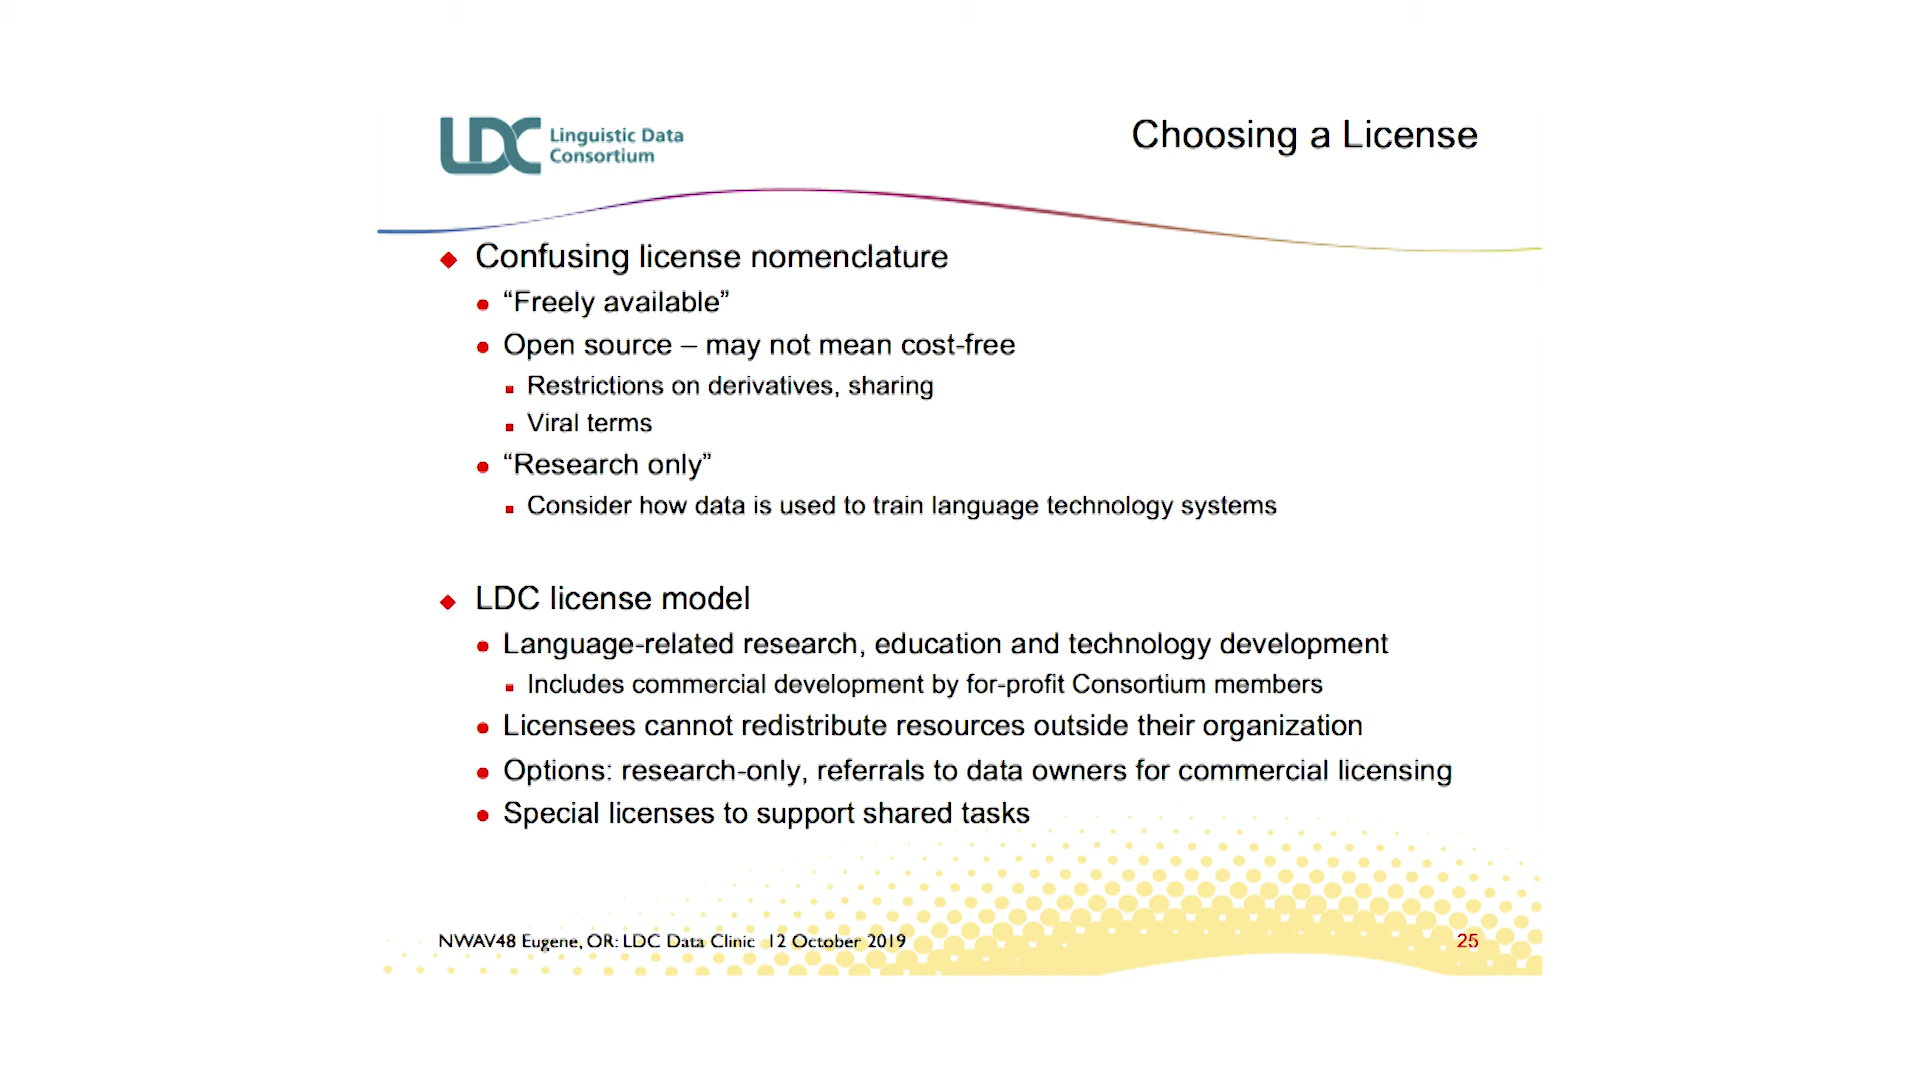 LDC Linguistic Data
Consortium
Choosing a License
Confusing license nomenclature
“Freely available”
Open source – may not mean cost-free
Restrictions on derivatives, sharing
Viral terms
“Research only”
Consider how data is used to train language technology systems
LDC license model
Language-related research, education and technology development
Includes commercial development by for-profit Consortium members
Licensees cannot redistribute resources outside their organization
Options: research-only, referrals to data owners for commercial licensing
Special licenses to support shared tasks
NWAV48 Eugene, OR: LDC Data Clinic 12 October 2019
25